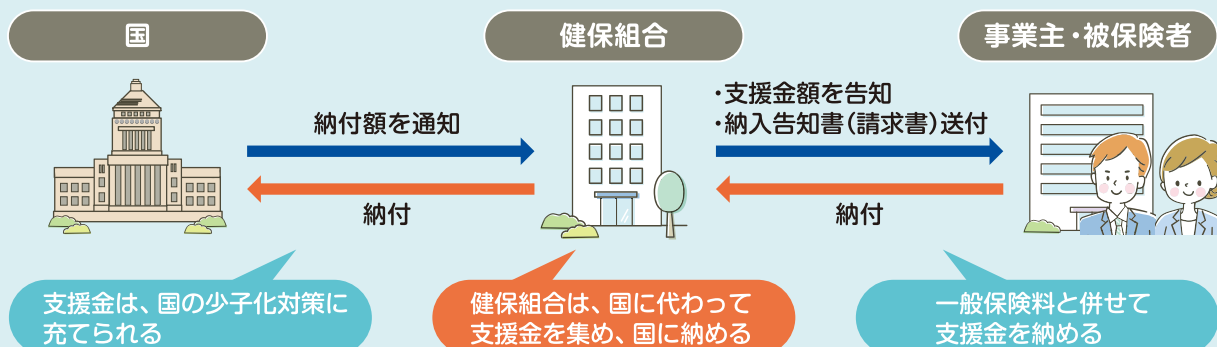 国
健保組合
事業主・被保険者
納付額を通知
・支援金額を告知
・納入告知書(請求書)送付
納付
納付
支援金は、国の少子化対策に
充てられる
健保組合は、国に代わって
支援金を集め、国に納める
一般保険料と併せて
支援金を納める